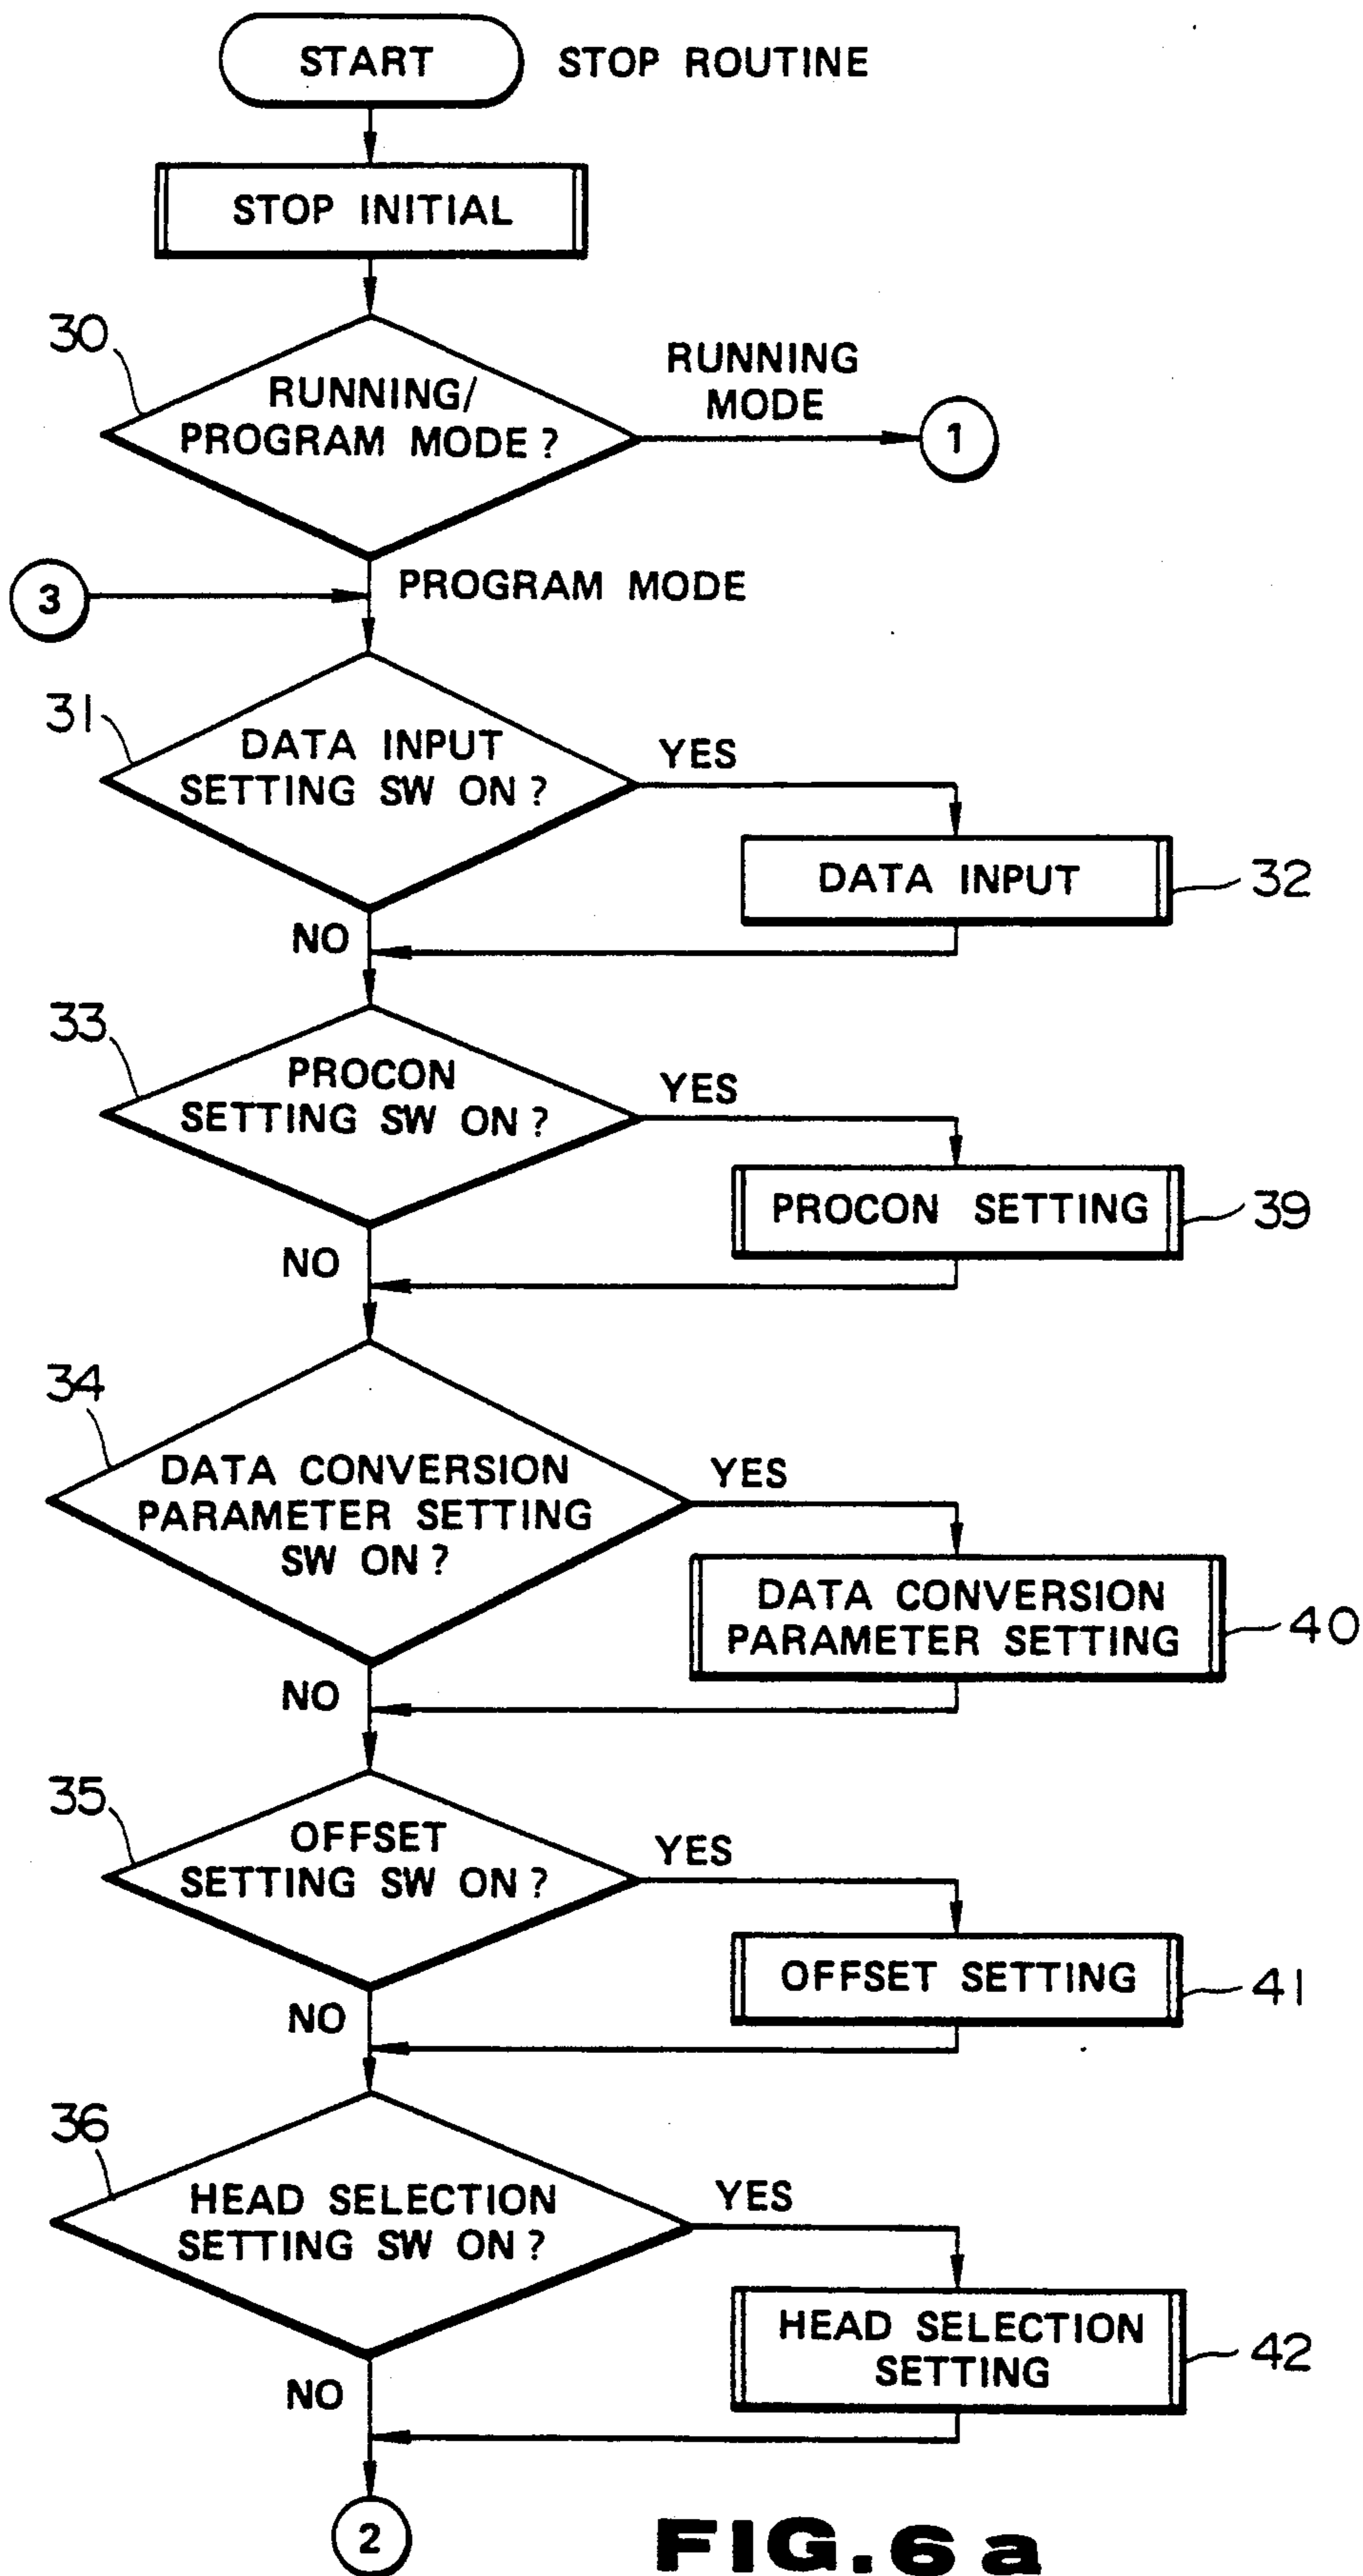 START
STOP ROUTINE
STOP INITIAL
30
RUNNING/
PROGRAM MODE?
RUNNING
MODE
1
3
PROGRAM MODE
31
DATA INPUT
SETTING SW ON?
YES
DATA INPUT
32
NO
33
PROCON
SETTING SW ON?
YES
PROCON SETTING
39
NO
34
DATA CONVERSION
PARAMETER SETTING
SW ON?
YES
DATA CONVERSION
PARAMETER SETTING
40
NO
35
OFFSET
SETTING SW ON?
YES
OFFSET SETTING
41
NO
36
HEAD SELECTION
SETTING SW ON?
YES
HEAD SELECTION
SETTING
42
NO
2
FIG.6a